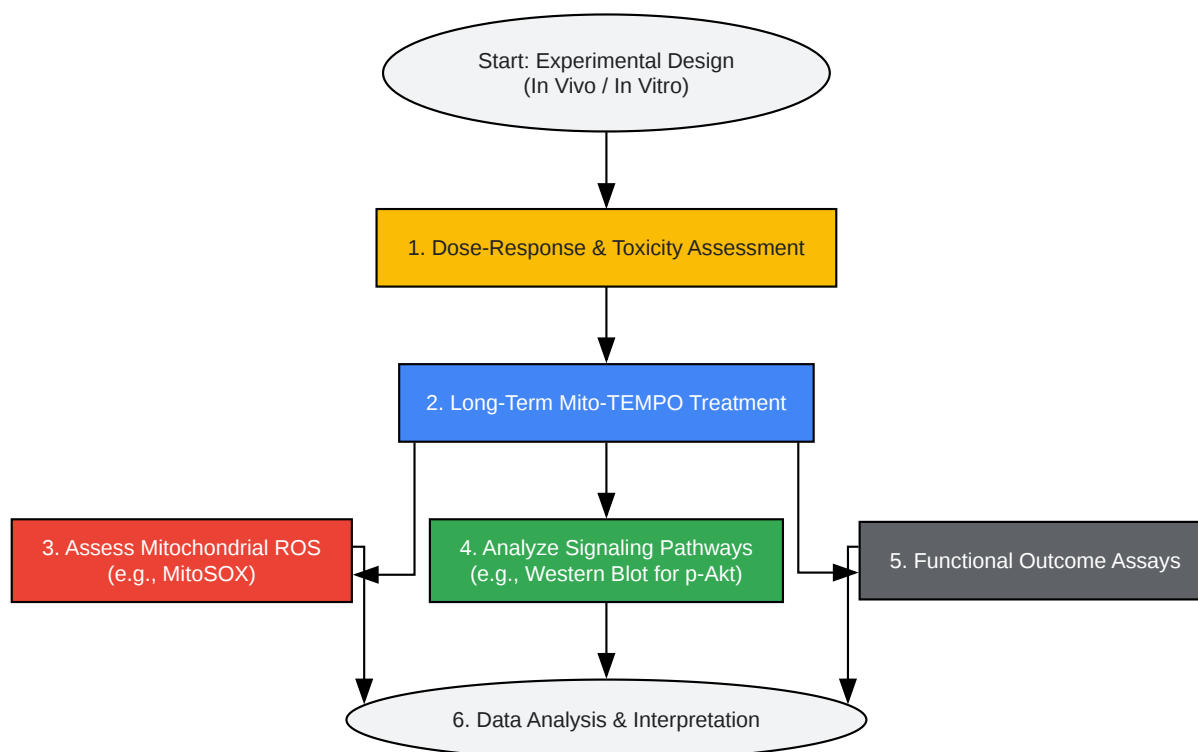 Start: Experimental Design
(In Vivo / In Vitro)
1. Dose-Response & Toxicity Assessment
2. Long-Term Mito-TEMPO Treatment
3. Assess Mitochondrial ROS
(e.g., MitoSOX)
4. Analyze Signaling Pathways
(e.g., Western Blot for p-Akt)
5. Functional Outcome Assays
6. Data Analysis & Interpretation